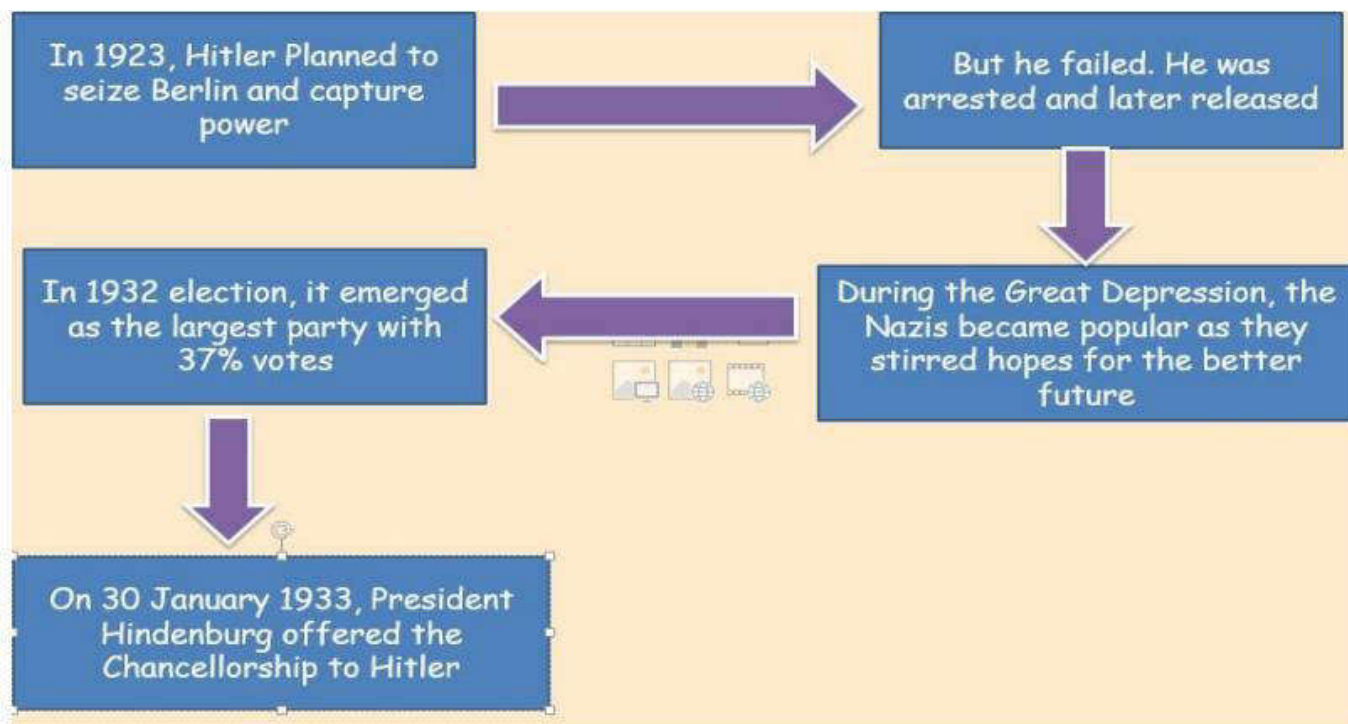 In 1923, Hitler Planned to
seize Berlin and capture
power
But he failed. He was
arrested and later released
During the Great Depression, the
Nazis became popular as they
stirred hopes for the better
future
In 1932 election, it emerged
as the largest party with
37% votes
On 30 January 1933, President
Hindenburg offered the
Chancellorship to Hitler